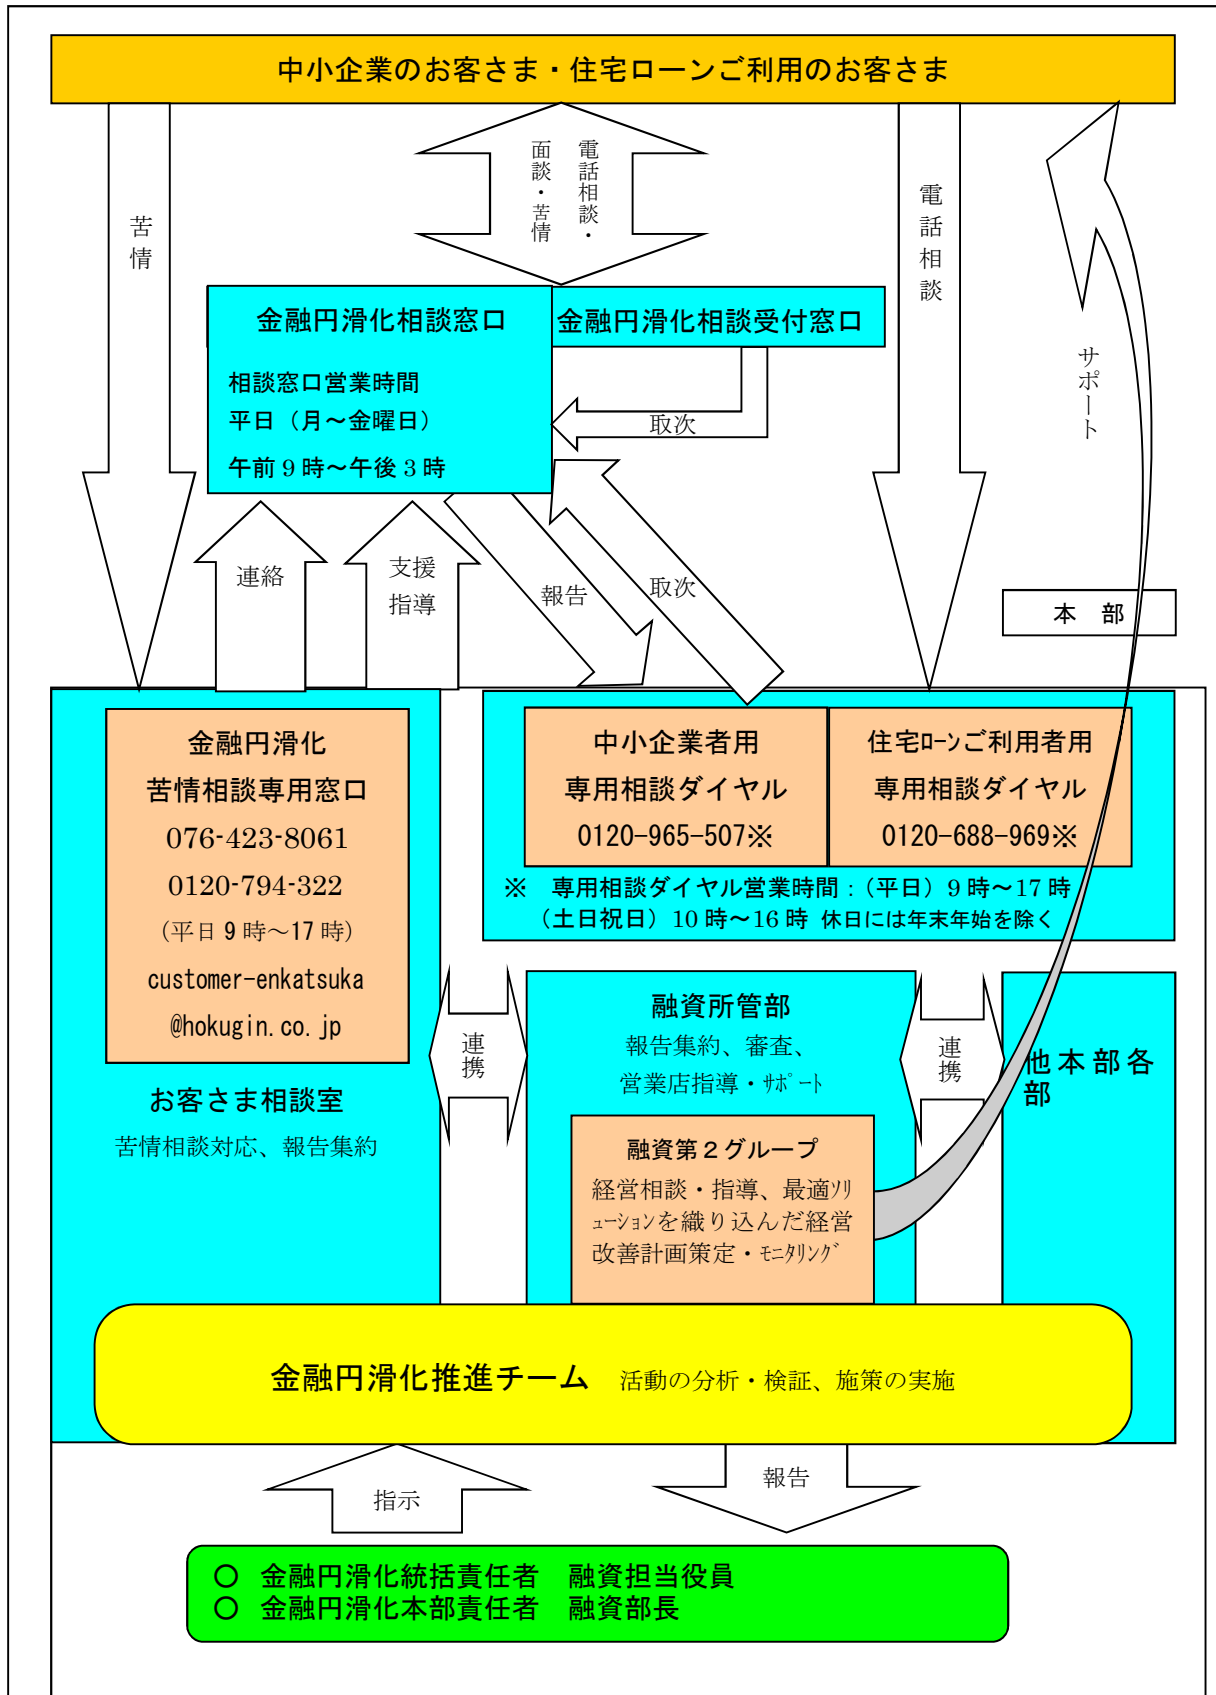 中小企業のお客さま・住宅ローンご利用のお客さま
苦情
電話相談・
面談・苦情
電話相談
サポート
金融円滑化相談窓口
金融円滑化相談受付窓口
相談窓口営業時間
平日（月～金曜日）
午前9時～午後3時
取次
連絡
支援
指導
報告
取次
本　部
金融円滑化
苦情相談専用窓口
076-423-8061
0120-794-322
（平日9時～17時）
customer-enkatsuka
@hokugin.co.jp
お客さま相談室
苦情相談対応、報告集約
中小企業者用
専用相談ダイヤル
0120-965-507※
住宅ﾛｰﾝご利用者用
専用相談ダイヤル
0120-688-969※
※　専用相談ダイヤル営業時間：（平日）9時～17時
（土日祝日）10時～16時 休日には年末年始を除く
連携
融資所管部
報告集約、審査、
営業店指導・ｻﾎﾟｰﾄ
融資第２グループ
経営相談・指導、最適ｿﾘ
ｭｰｼｮﾝを織り込んだ経営
改善計画策定・ﾓﾆﾀﾘﾝｸﾞ
連携
他本部各
部
金融円滑化推進チーム　活動の分析・検証、施策の実施
指示
報告
○　金融円滑化統括責任者　融資担当役員
○　金融円滑化本部責任者　融資部長